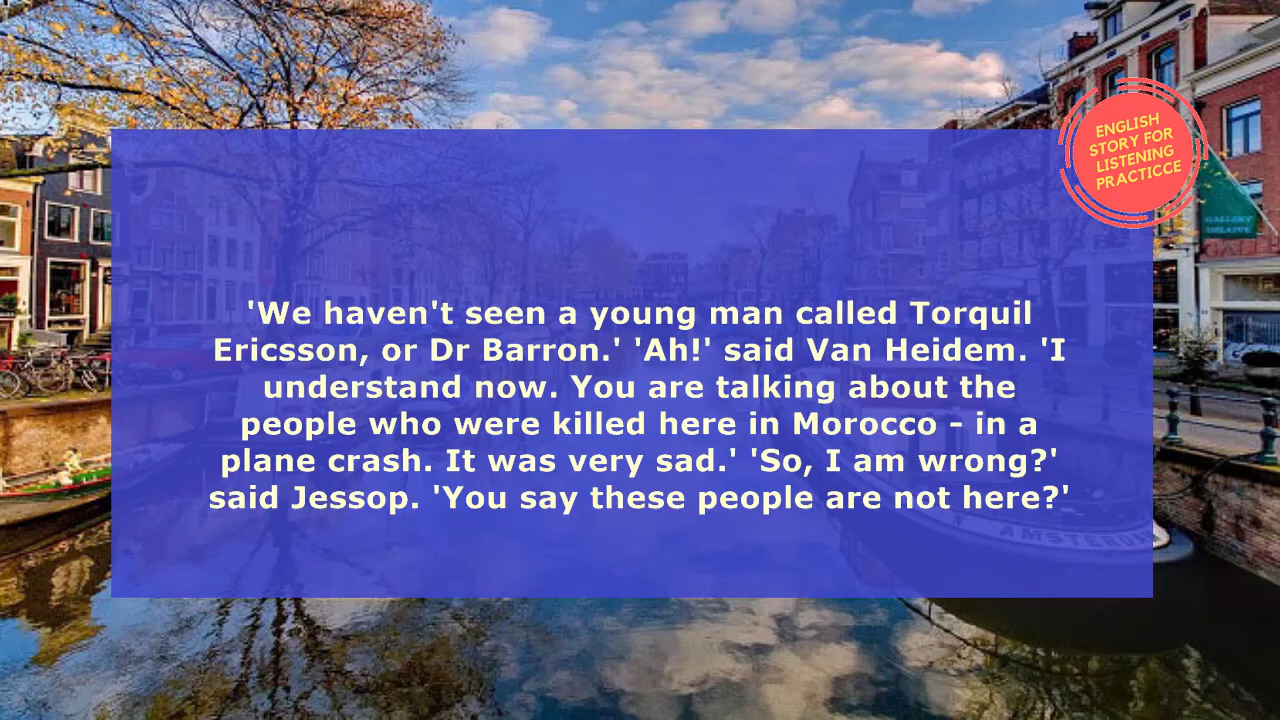 ENGLISH
STORY FOR
LISTENING
PRACTICCE
GALLERY
'We haven't seen a young man called Torquil
Ericsson, or Dr Barron.' 'Ah!' said Van Heidem. 'I
understand now. You are talking about the
people who were killed here in Morocco - in a
plane crash. It was very sad.' 'So, I am wrong?'
said Jessop. 'You say these people are not here?'
AMSTERDAM